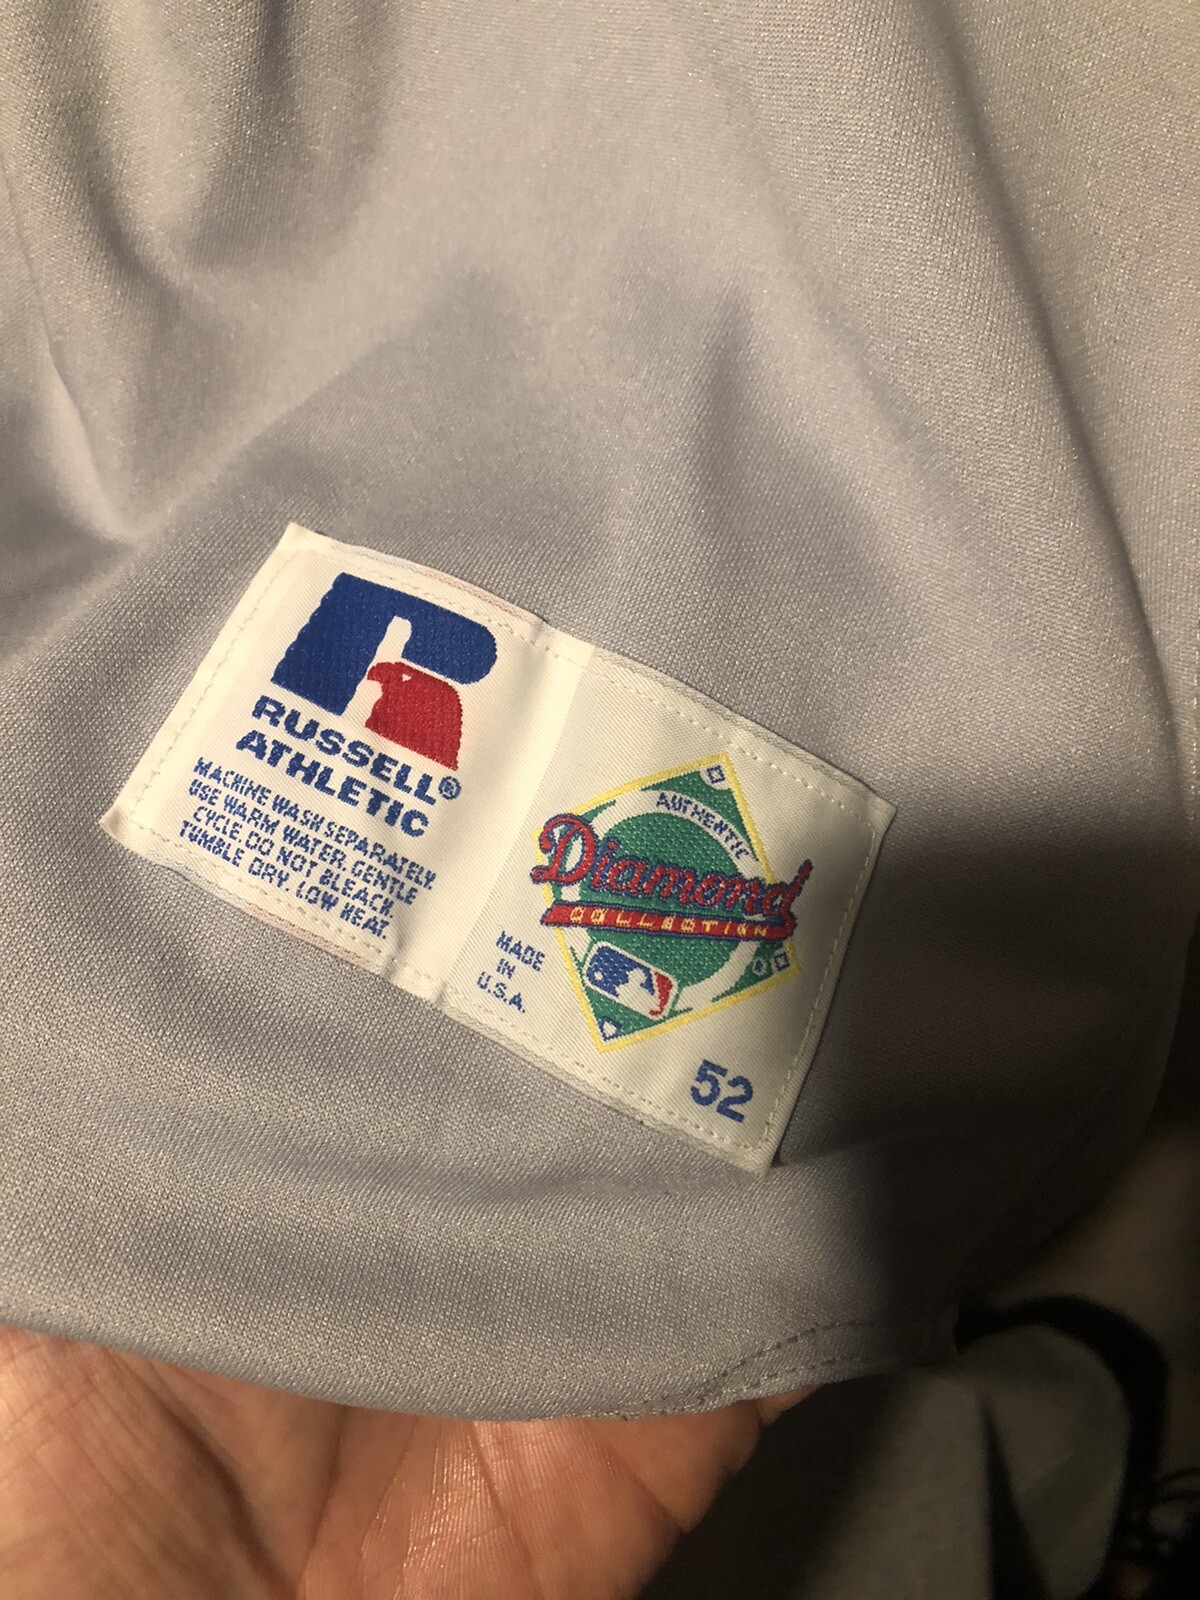 RUSSELL®
ATHLETIC
MACHINE WASH SEPARATELY.
USE WARM WATER, GENTLE
CYCLE. DO NOT BLEACH.
TUMBLE DRY. LOW HEAT.
AUTHENTIC
Diamond
COLLECTION
MADE
IN
U.S.A.
52